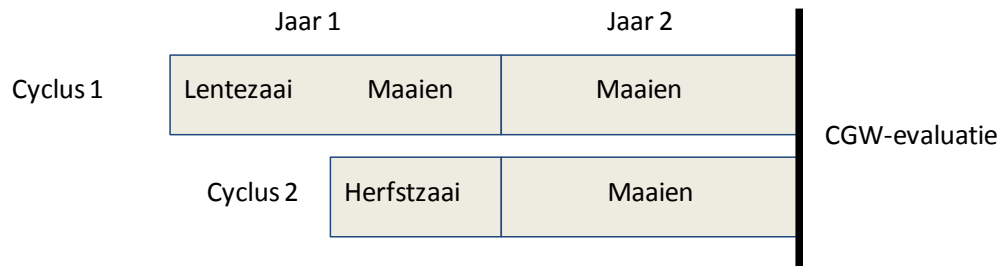 Jaar 1 Jaar 2
Cyclus 1 Lentezaai Maaien Maaien
CGW-evaluatie
Cyclus 2 Herfstzaai Maaien